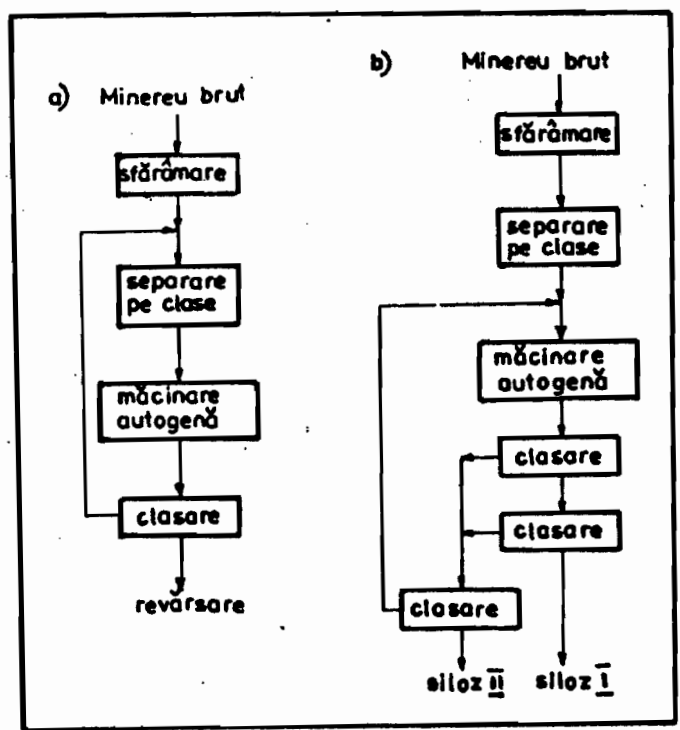 a) Minereu brut
sfărâmare
separare
pe clase
măcinare
autogenă
clasare
revărsare
b) Minereu brut
sfărâmare
separare
pe clase
măcinare
autogenă
clasare
clasare
clasare
siloz II siloz I